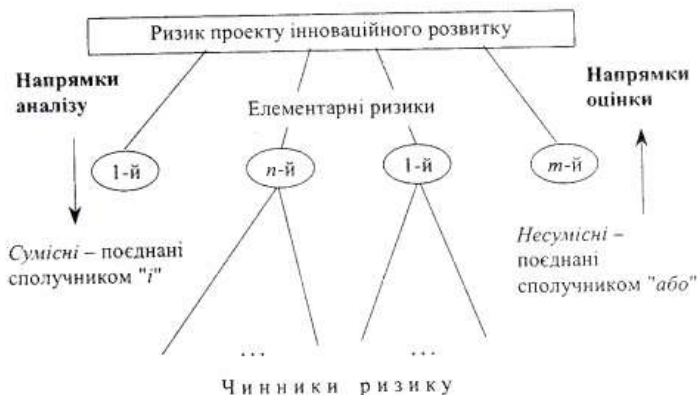 Ризик проекту інноваційного розвитку
Напрямки
аналізу
Напрямки
оцінки
Елементарні ризики
1-й
n-й
1-й
m-й
Сумісні – поєднані
сполучником "і"
Несумісні –
поєднані
сполучником "або"
... ...
Чинники ризику